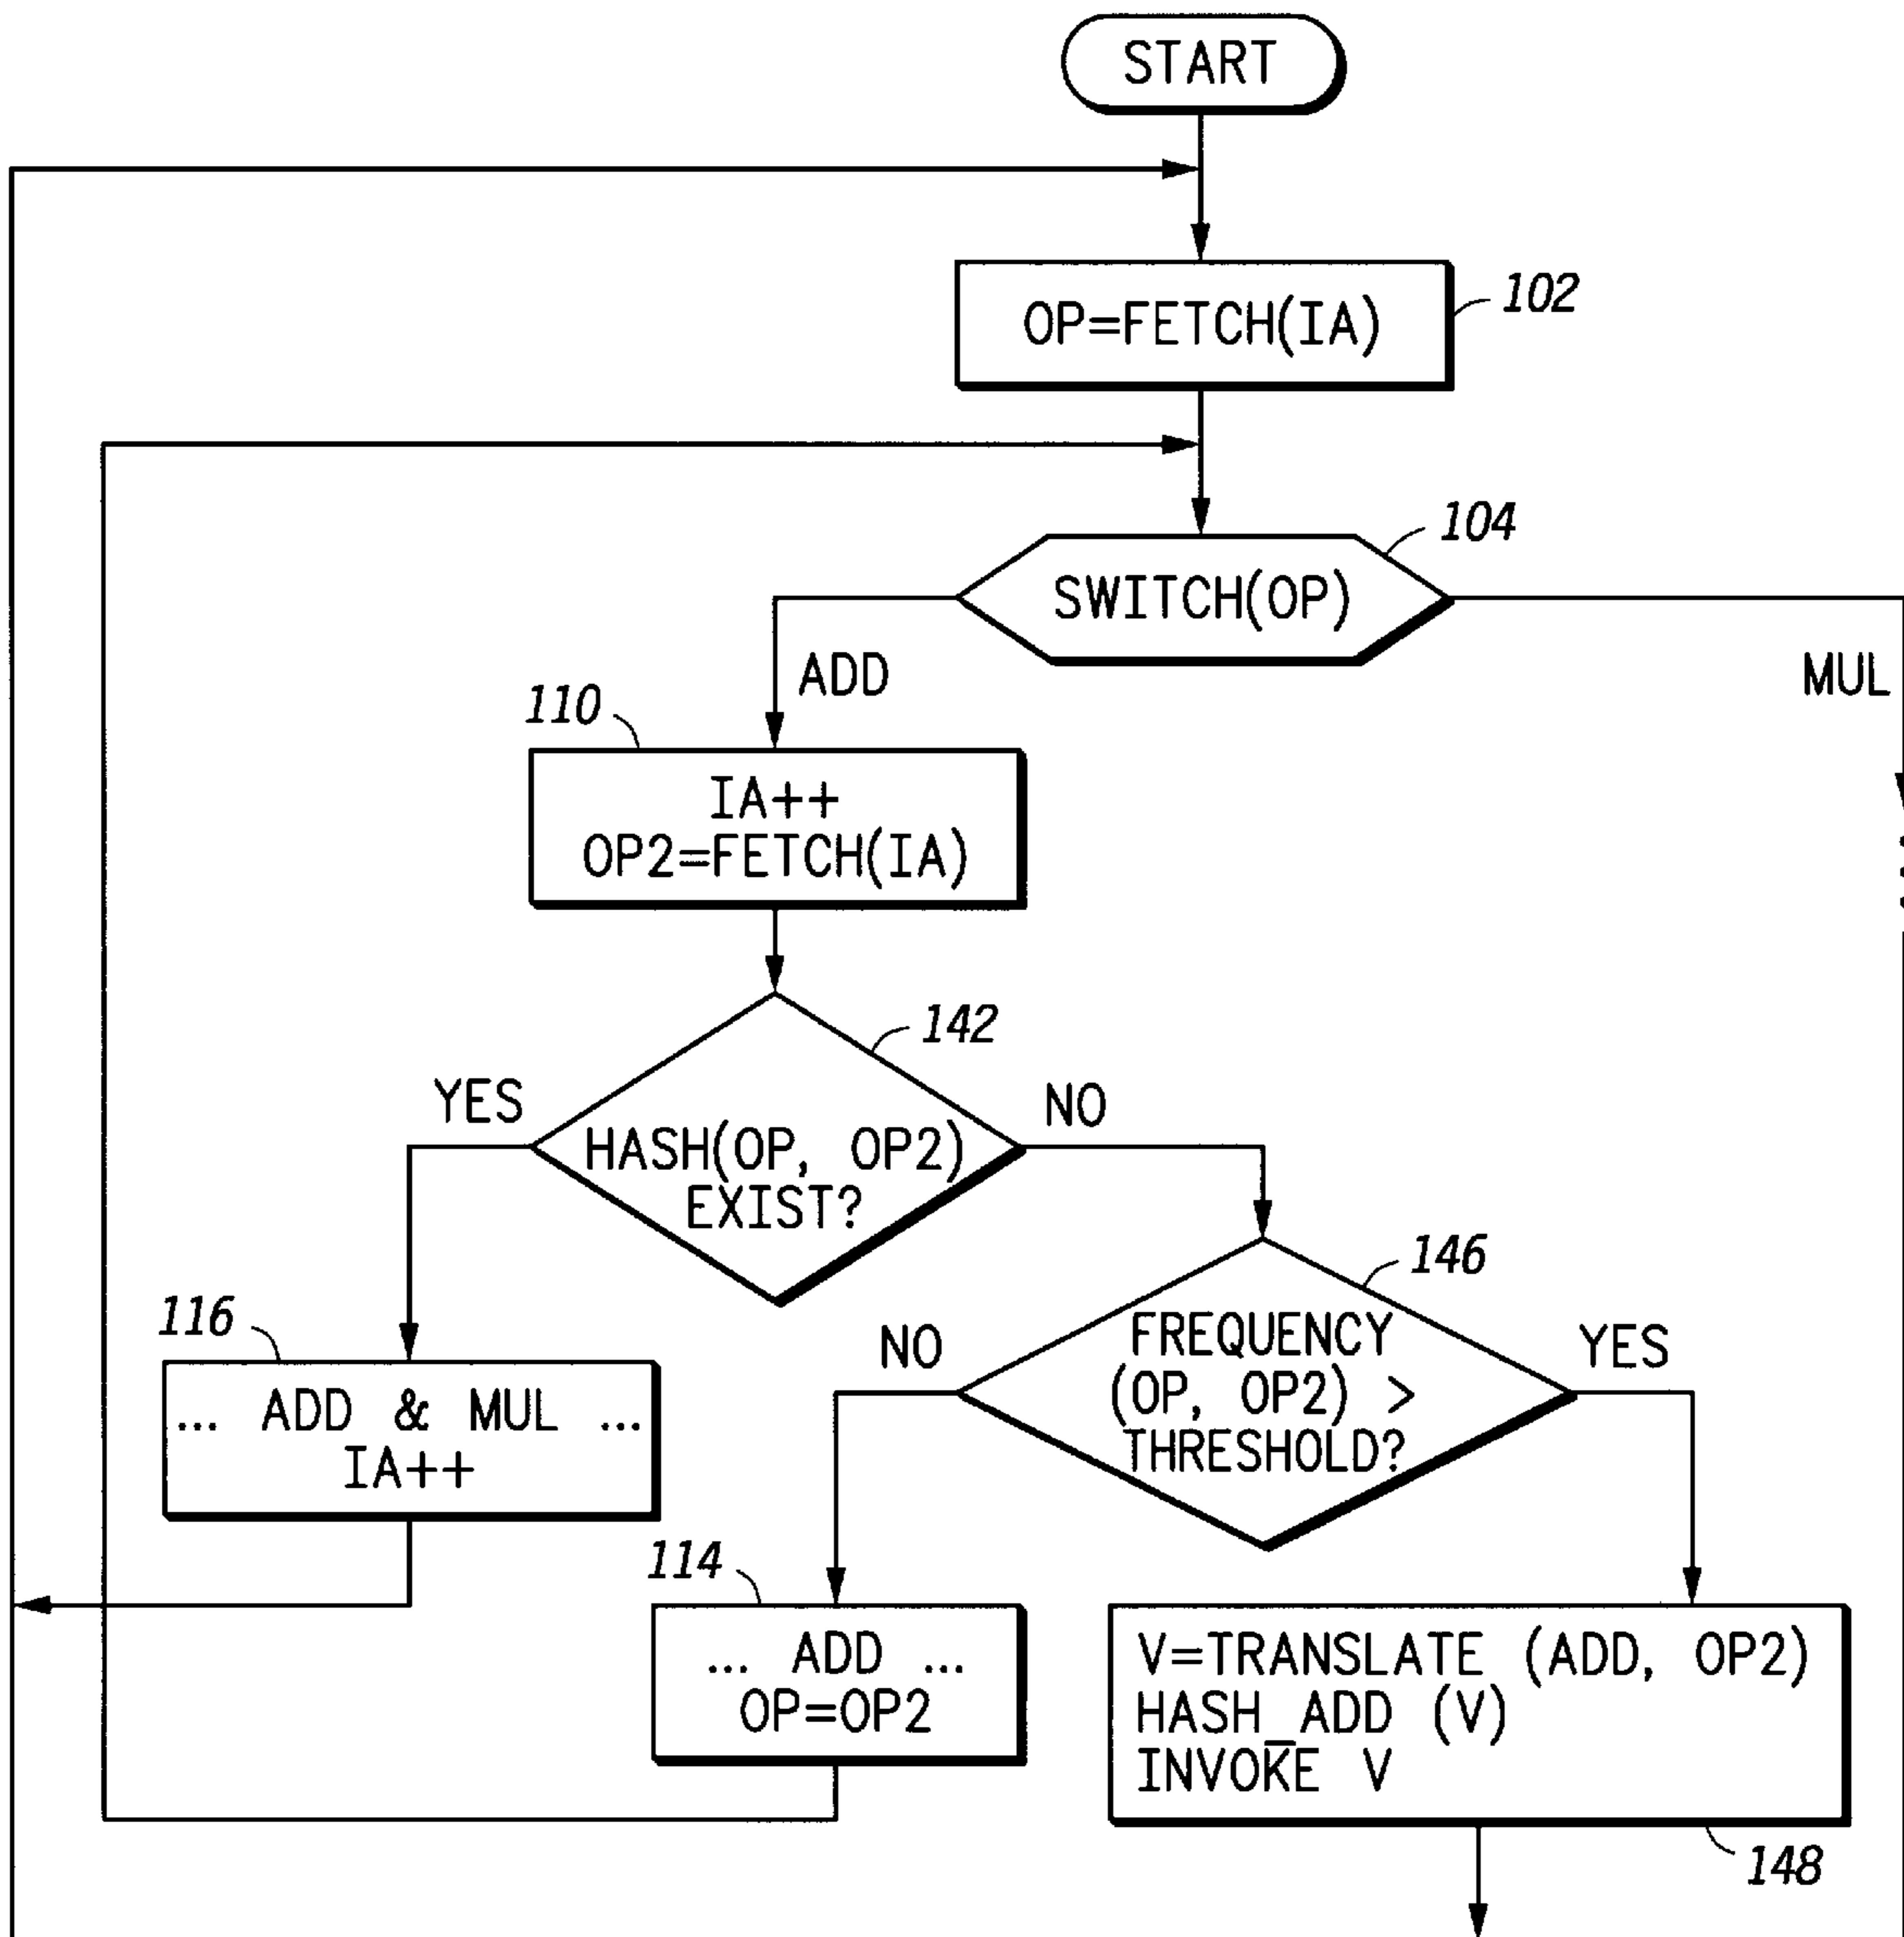 START
OP=FETCH(IA)
102
104
SWITCH(OP)
ADD
MUL
110
IA++
OP2=FETCH(IA)
142
YES
NO
HASH(OP, OP2)
EXIST?
146
116
NO
FREQUENCY
(OP, OP2) >
THRESHOLD?
YES
... ADD & MUL ...
IA++
114
... ADD ...
OP=OP2
V=TRANSLATE (ADD, OP2)
HASH_ADD (V)
INVOKE V
148